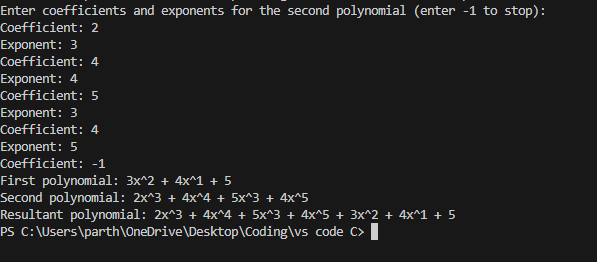 Enter coefficients and exponents for the second polynomial (enter -1 to stop):
Coefficient: 2
Exponent: 3
Coefficient: 4
Exponent: 4
Coefficient: 5
Exponent: 3
Coefficient: 4
Exponent: 5
Coefficient: -1
First polynomial: 3x^2 + 4x^1 + 5
Second polynomial: 2x^3 + 4x^4 + 5x^3 + 4x^5
Resultant polynomial: 2x^3 + 4x^4 + 5x^3 + 4x^5 + 3x^2 + 4x^1 + 5
PS C:\Users\parth\OneDrive\Desktop\Coding\vs code C>